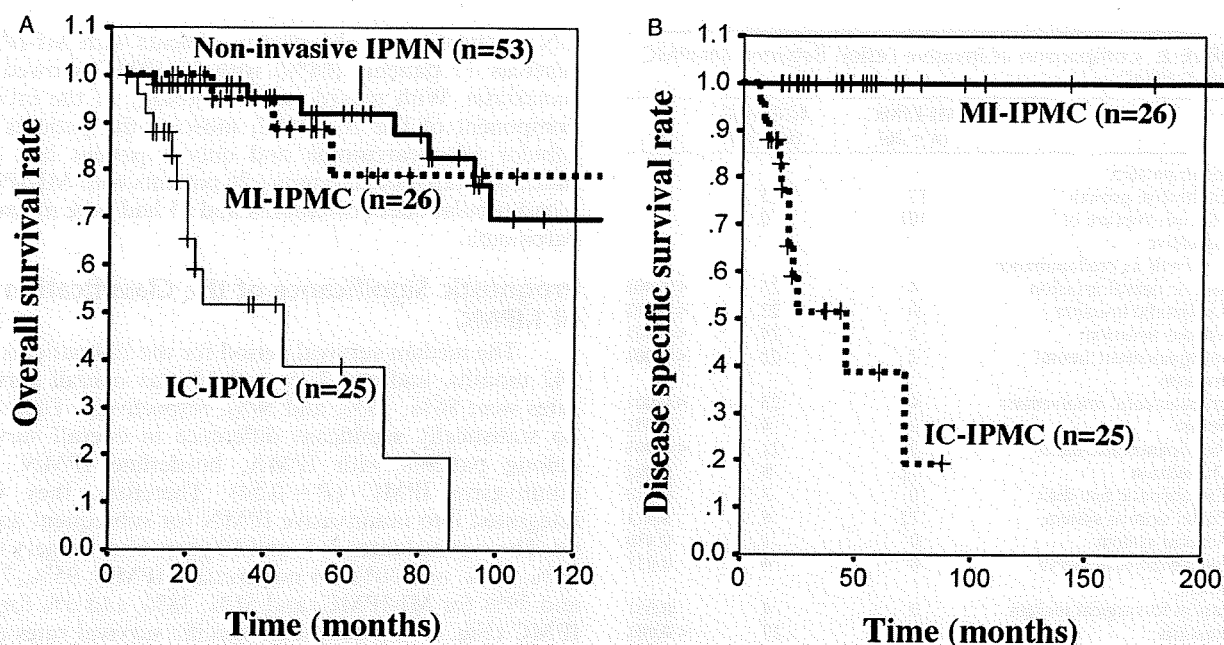 A
1.1
1.0
.9
.8
.7
.6
.5
.4
.3
.2
.1
0.0
Overall survival rate
Non-invasive IPMN (n=53)
MI-IPMC (n=26)
IC-IPMC (n=25)
0 20 40 60 80 100 120
Time (months)
B
1.1
1.0
.9
.8
.7
.6
.5
.4
.3
.2
.1
0.0
Disease specific survival rate
MI-IPMC (n=26)
IC-IPMC (n=25)
0 50 100 150 200
Time (months)